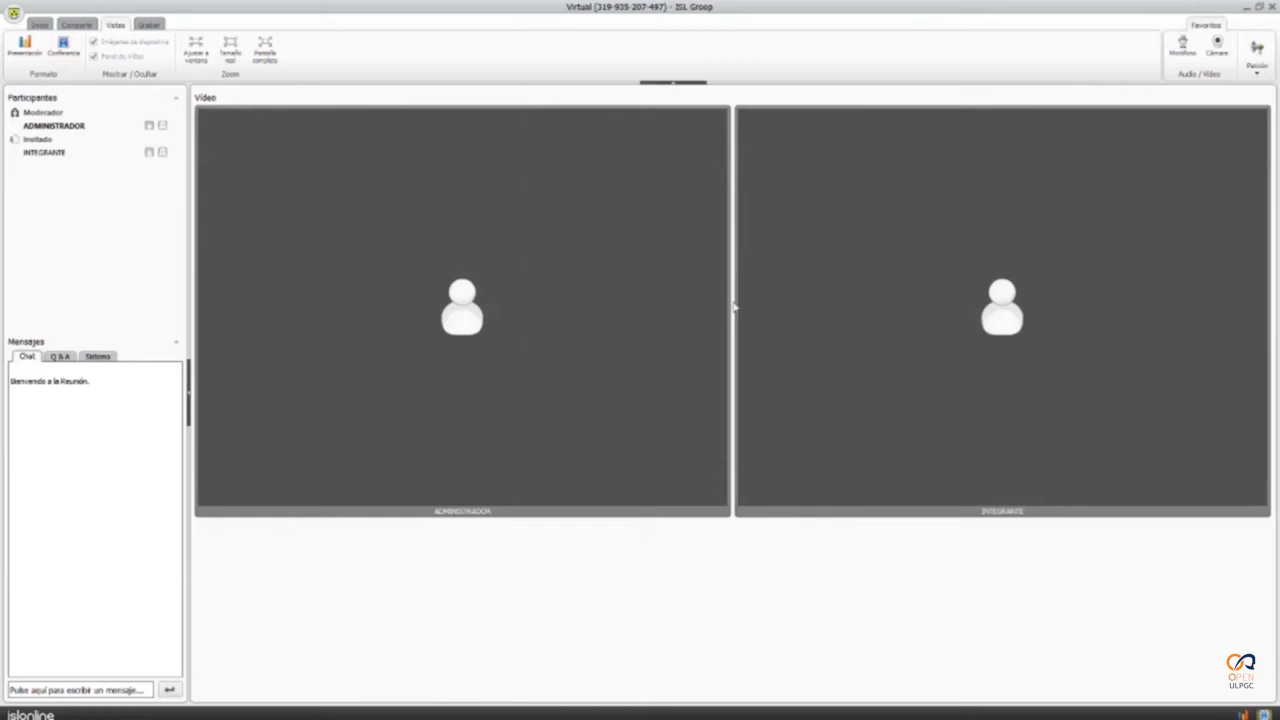 Virtual (319-935-207-497) - ISL Groop
Inicio Compartir Vistas Grabar
Favoritos
Presentación Conferencia
Imágenes de diapositiva
Panel de Vídeo
Ajustar a ventana
Tamaño real
Pantalla completa
Micrófono Cámara
Petición
Formato Mostrar / Ocultar Zoom Audio / Vídeo
Participantes
Moderador
ADMINISTRADOR
Invitado
INTEGRANTE
Vídeo
ADMINISTRADOR
INTEGRANTE
Mensajes
Chat Q & A Sistema
Bienvenido a la Reunión.
Pulse aquí para escribir un mensaje...
OPEN
ULPGC
islonline